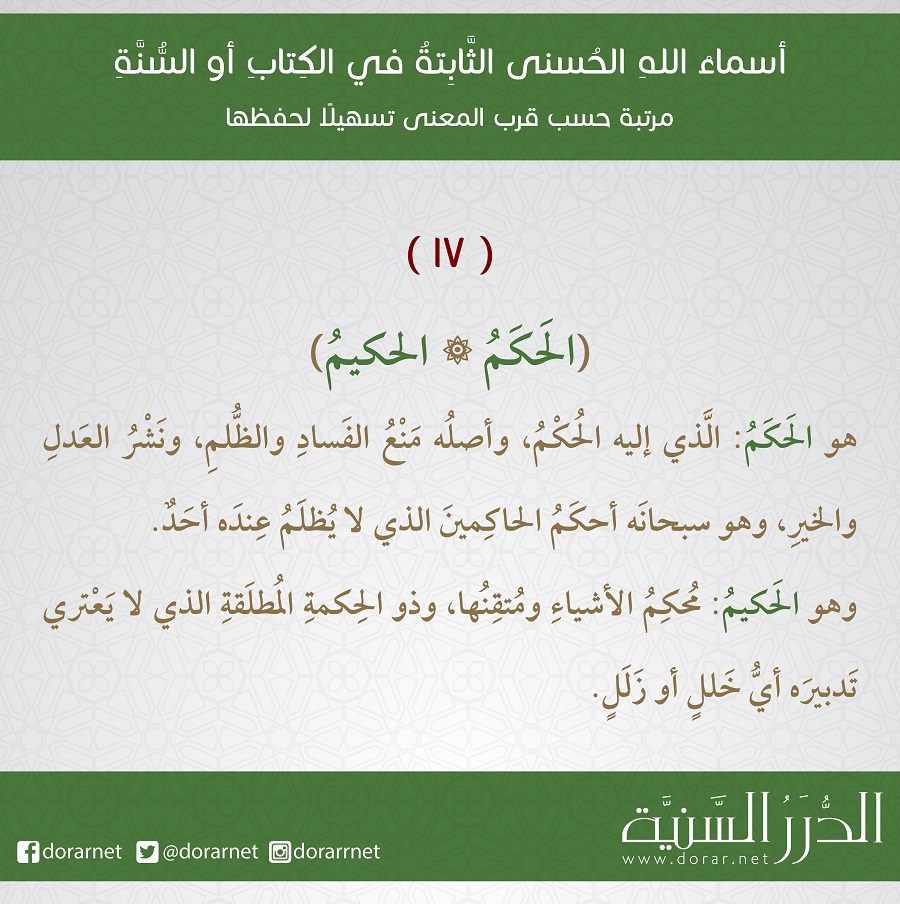 أسماءُ اللهِ الحُسنى الثَّابِتةُ في الكِتابِ أو السُّنَّةِ
مرتبة حسب قرب المعنى تسهيلًا لحفظها
( ١٧ )
(الحَكَمُ ۞ الحكيمُ)
هو الحَكَمُ: الَّذي إليه الحُكْمُ، وأصلُه مَنْعُ الفَسادِ والظُّلمِ، ونَشْرُ العَدلِ
والخيرِ، وهو سبحانَه أحكَمُ الحاكِمينَ الذي لا يُظلَمُ عِندَه أحَدٌ.
وهو الحَكيمُ: مُحكِمُ الأشياءِ ومُتقِنُها، وذو الحِكمةِ المُطلَقةِ الذي لا يَعْتري
تَدبيرَه أيُّ خَللٍ أو زَلَلٍ.
الدُّرَرُ السَّنيَّة
www.dorar.net
dorarnet @dorarnet dorarrnet